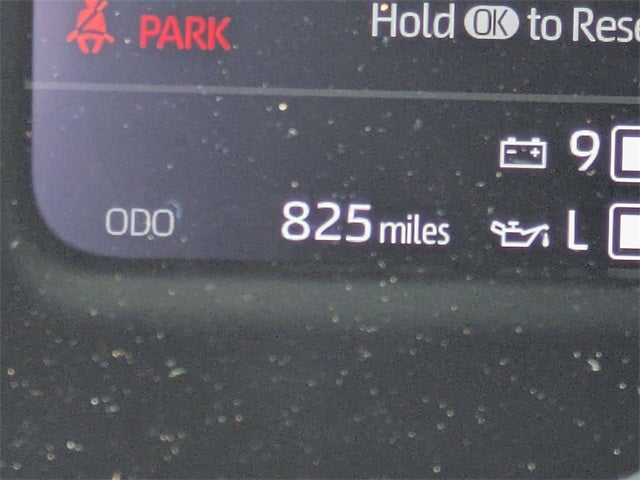 PARK
Hold OK to Rese
9
ODO 825 miles L